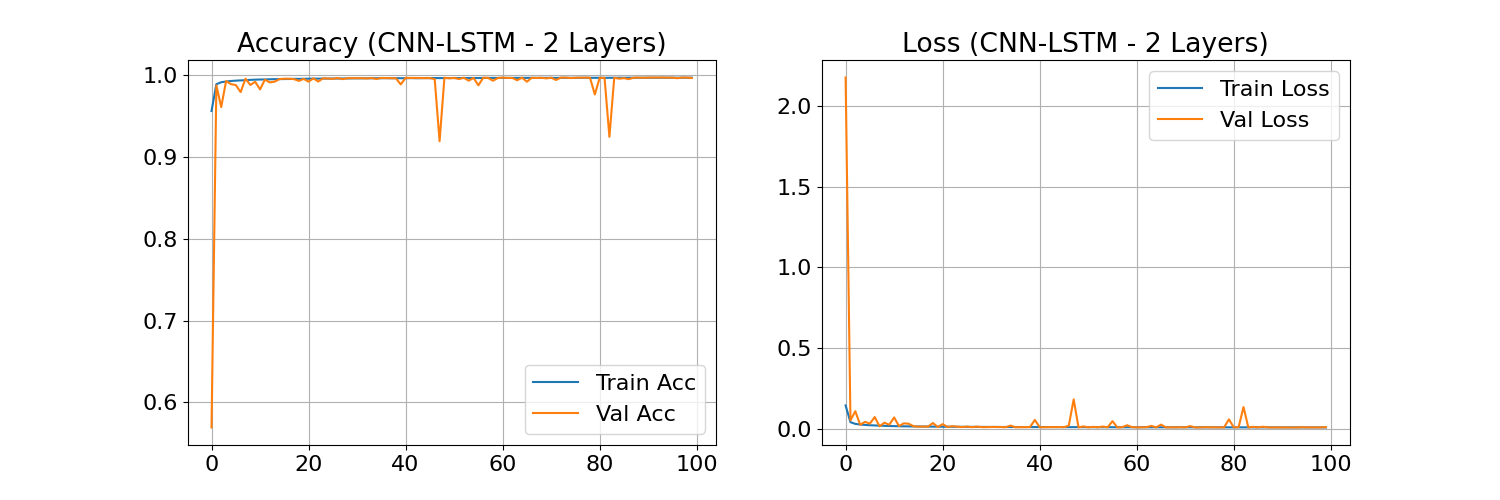 Accuracy (CNN-LSTM - 2 Layers)
1.0
0.9
0.8
0.7
0.6
0 20 40 60 80 100
Train Acc
Val Acc
Loss (CNN-LSTM - 2 Layers)
2.0
1.5
1.0
0.5
0.0
0 20 40 60 80 100
Train Loss
Val Loss